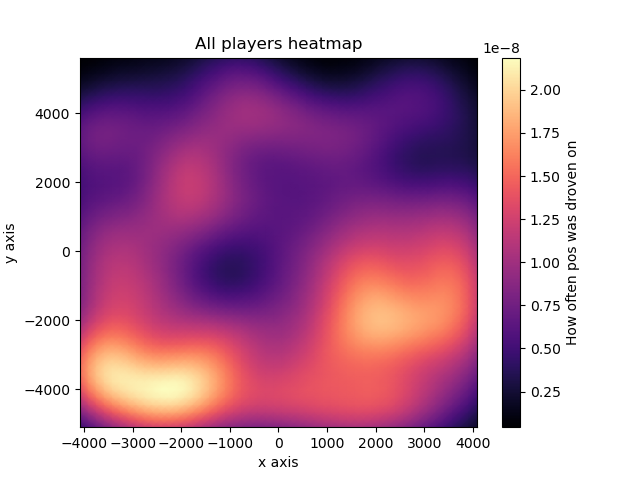 All players heatmap
1e−8
4000
2000
0
−2000
−4000
y axis
−4000 −3000 −2000 −1000 0 1000 2000 3000 4000
x axis
2.00
1.75
1.50
1.25
1.00
0.75
0.50
0.25
How often pos was droven on